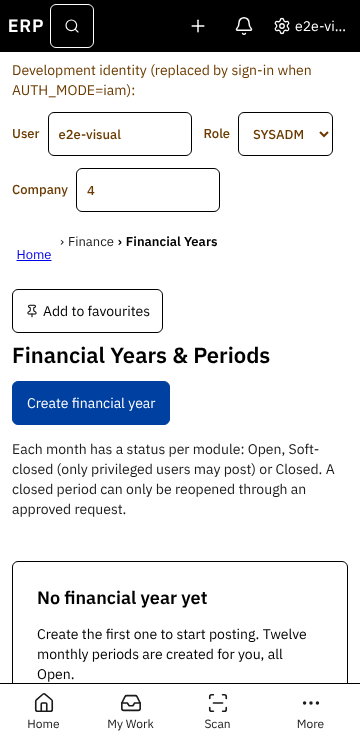 ERP
e2e-vi...
Development identity (replaced by sign-in when
AUTH_MODE=iam):
User e2e-visual Role SYSADM
Company 4
Home › Finance › Financial Years
Add to favourites
Financial Years & Periods
Create financial year
Each month has a status per module: Open, Soft-
closed (only privileged users may post) or Closed. A
closed period can only be reopened through an
approved request.
No financial year yet
Create the first one to start posting. Twelve
monthly periods are created for you, all
Open.
Home My Work Scan More